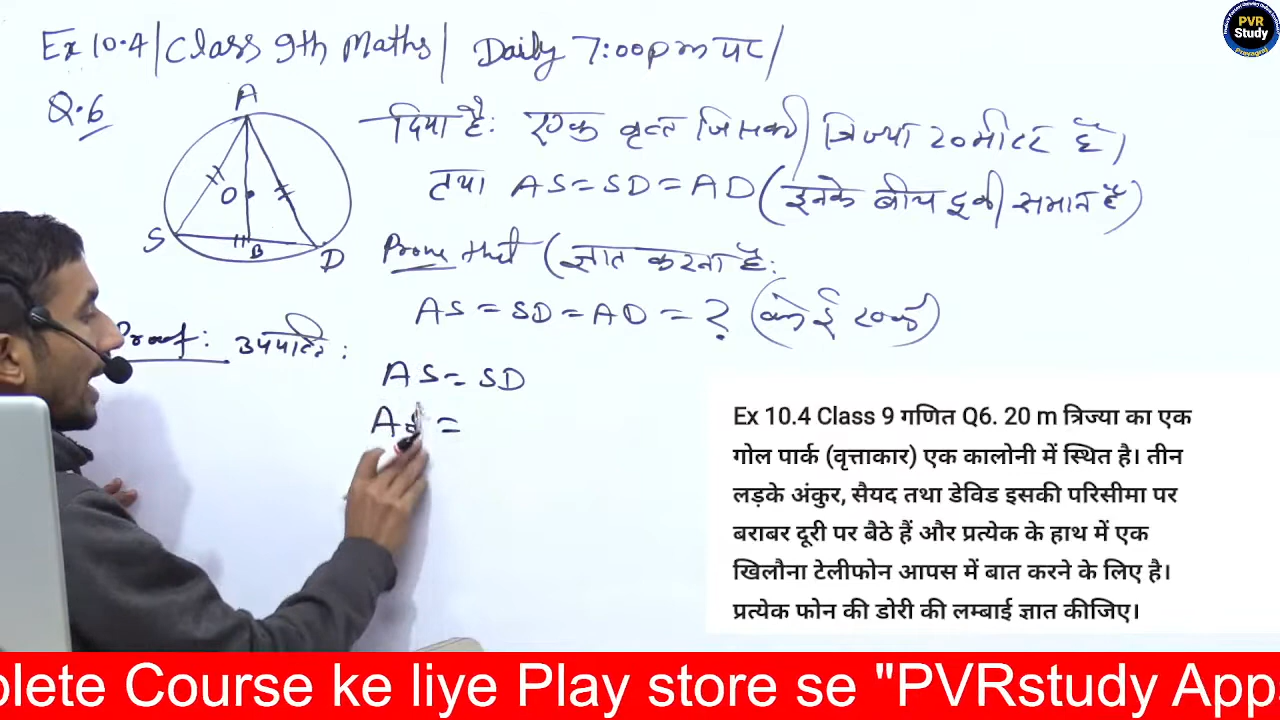 Ex 10.4 | Class 9th Maths | Daily 7:00 pm पर |
PVR
Study
Q.6
A
दिया है: एक वृत्त जिसकी त्रिज्या 20 मीटर है।
तथा AS = SD = AD (इनके बीच दूरी समान है)
O
S
B
D
Prove that (ज्ञात करना है:
AS = SD = AD = ? (कोई
Proof: उपपत्ति:
AS = SD
AS =
Ex 10.4 Class 9 गणित Q6. 20 m त्रिज्या का एक
गोल पार्क (वृत्ताकार) एक कालोनी में स्थित है। तीन
लड़के अंकुर, सैयद तथा डेविड इसकी परिसीमा पर
बराबर दूरी पर बैठे हैं और प्रत्येक के हाथ में एक
खिलौना टेलीफोन आपस में बात करने के लिए है।
प्रत्येक फोन की डोरी की लम्बाई ज्ञात कीजिए।
plete Course ke liye Play store se "PVRstudy App